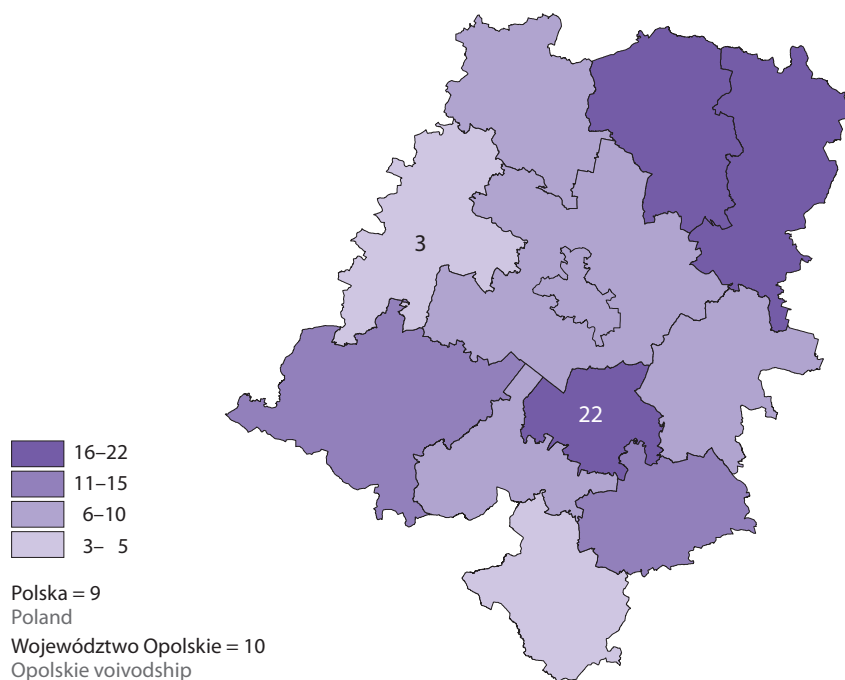 3
22
16–22
11–15
6–10
3– 5
Polska = 9
Poland
Województwo Opolskie = 10
Opolskie voivodship